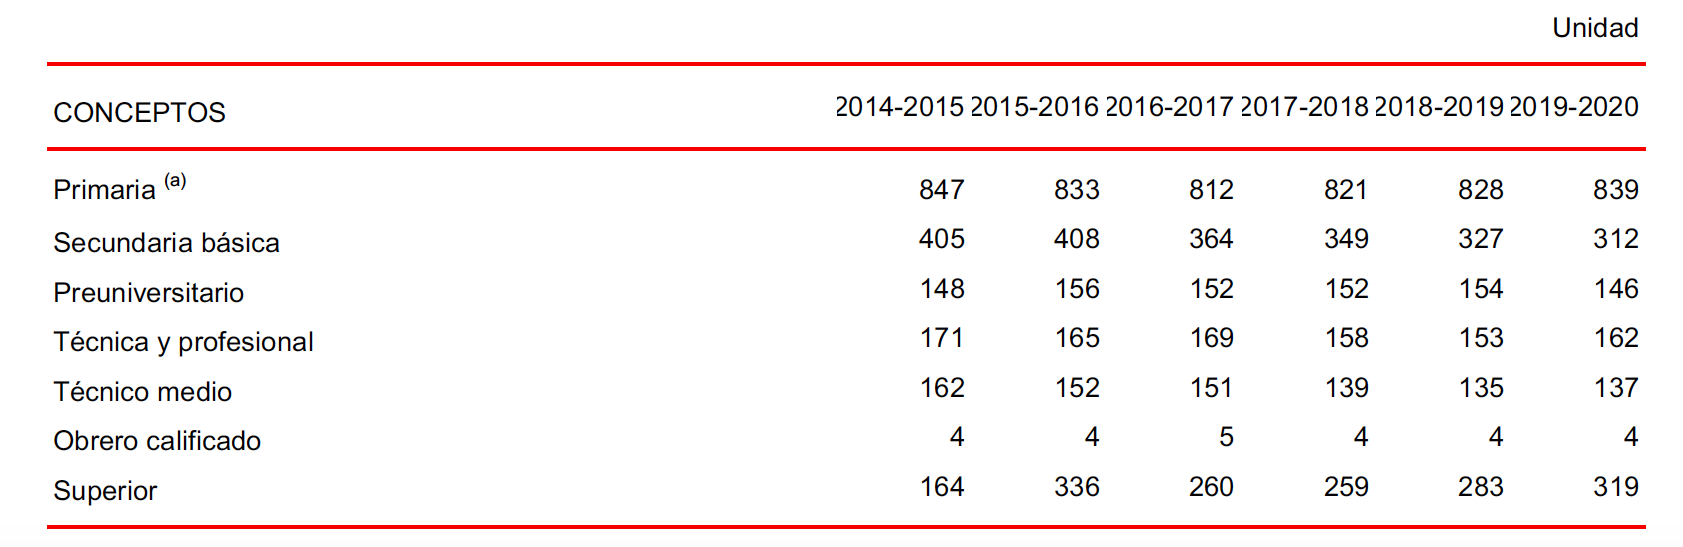 Unidad
CONCEPTOS 2014-2015 2015-2016 2016-2017 2017-2018 2018-2019 2019-2020
Primaria (a) 847 833 812 821 828 839
Secundaria básica 405 408 364 349 327 312
Preuniversitario 148 156 152 152 154 146
Técnica y profesional 171 165 169 158 153 162
Técnico medio 162 152 151 139 135 137
Obrero calificado 4 4 5 4 4 4
Superior 164 336 260 259 283 319